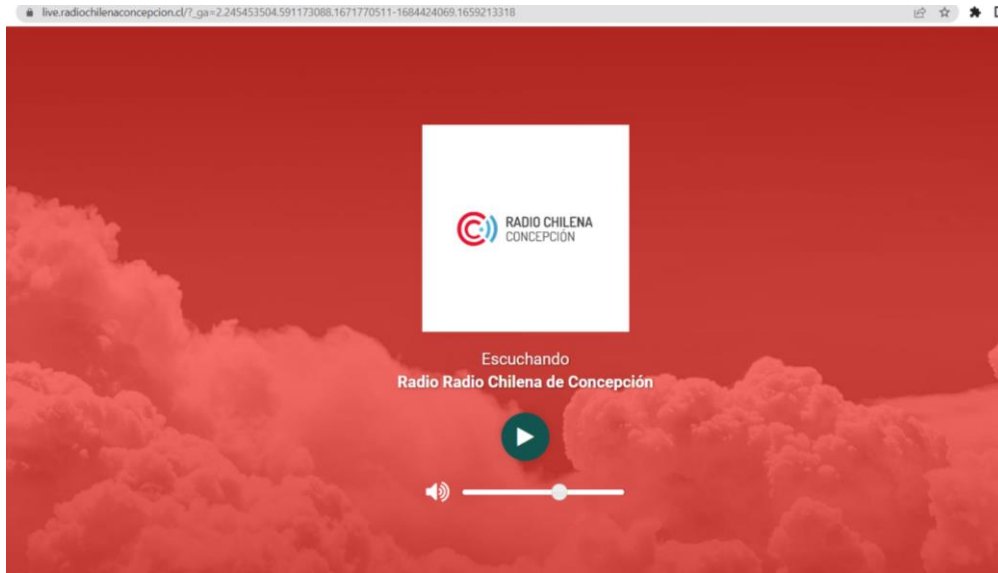 live.radiochilenaconcepcion.cl/?_ga=2.245453504.591173088.1671770511-1684424069.1659213318
RADIO CHILENA
CONCEPCIÓN
Escuchando
Radio Radio Chilena de Concepción